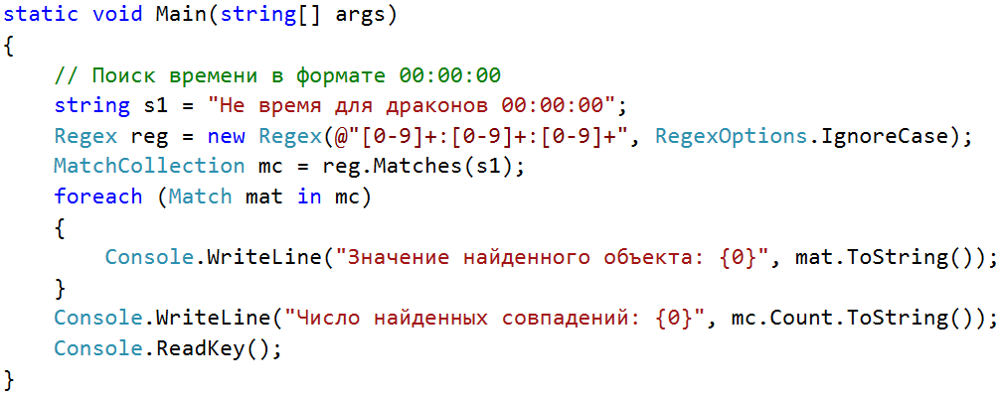 static void Main(string[] args)
{
    // Поиск времени в формате 00:00:00
    string s1 = "Не время для драконов 00:00:00";
    Regex reg = new Regex(@"[0-9]+:[0-9]+:[0-9]+", RegexOptions.IgnoreCase);
    MatchCollection mc = reg.Matches(s1);
    foreach (Match mat in mc)
    {
        Console.WriteLine("Значение найденного объекта: {0}", mat.ToString());
    }
    Console.WriteLine("Число найденных совпадений: {0}", mc.Count.ToString());
    Console.ReadKey();
}